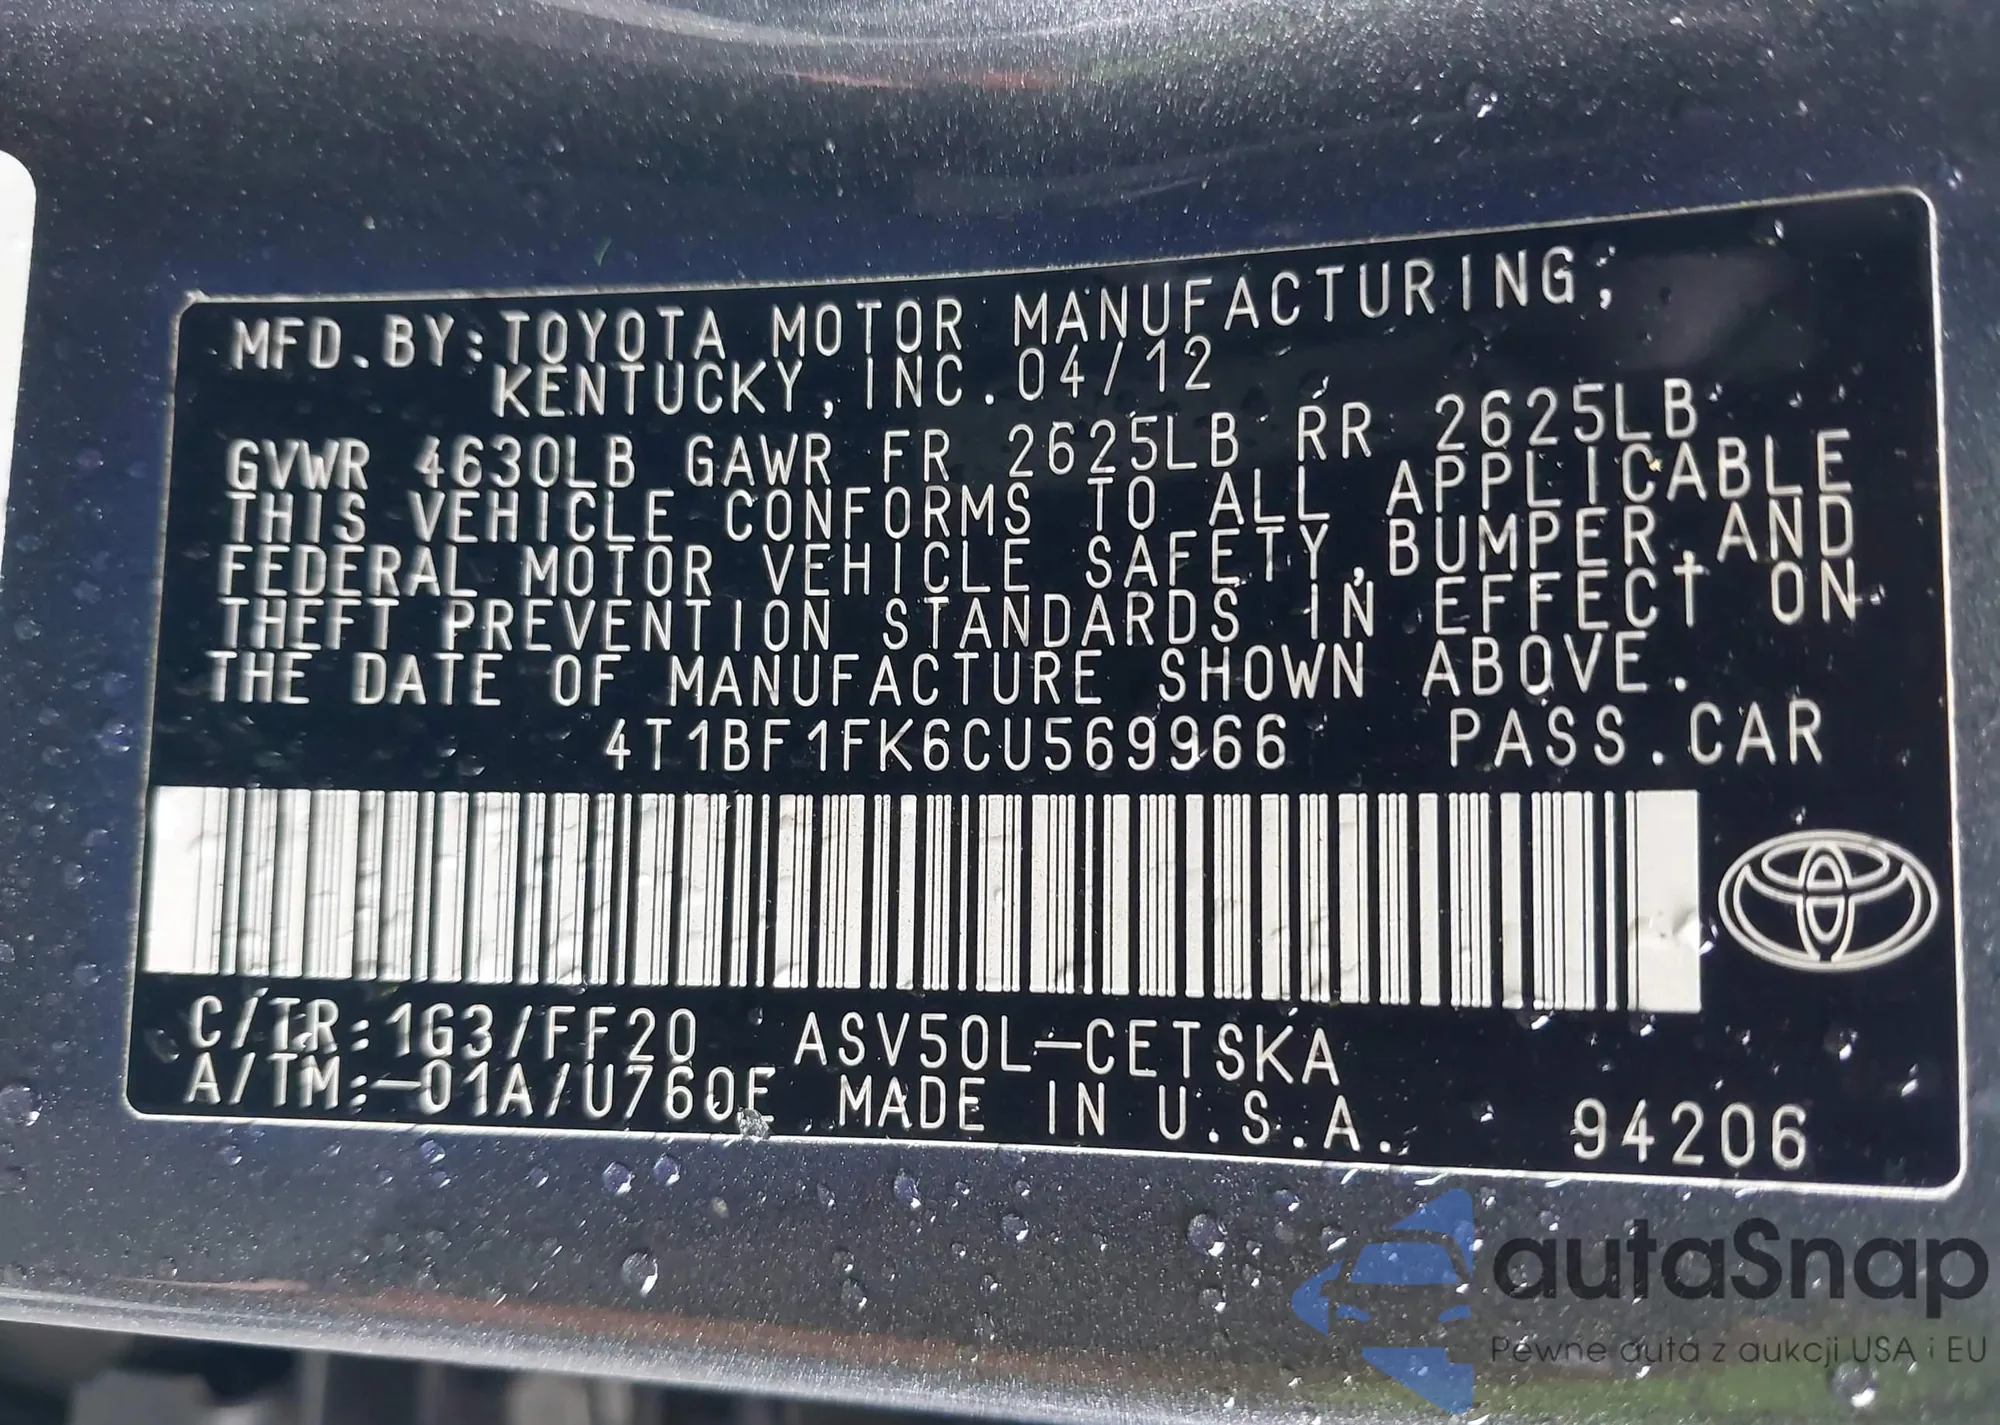 MFD. BY: TOYOTA MOTOR MANUFACTURING,
KENTUCKY, INC. 04/12
GVWR 4630LB GAWR FR 2625LB RR 2625LB
THIS VEHICLE CONFORMS TO ALL APPLICABLE
FEDERAL MOTOR VEHICLE SAFETY, BUMPER, AND
THEFT PREVENTION STANDARDS IN EFFECT ON
THE DATE OF MANUFACTURE SHOWN ABOVE.
4T1BF1FK6CU569966 PASS. CAR
C/TR: 1G3/FF20 ASV50L-CETSKA
A/TM: -01A/U760E MADE IN U.S.A. 94206
autaSnap
Pewne auta z aukcji USA i EU